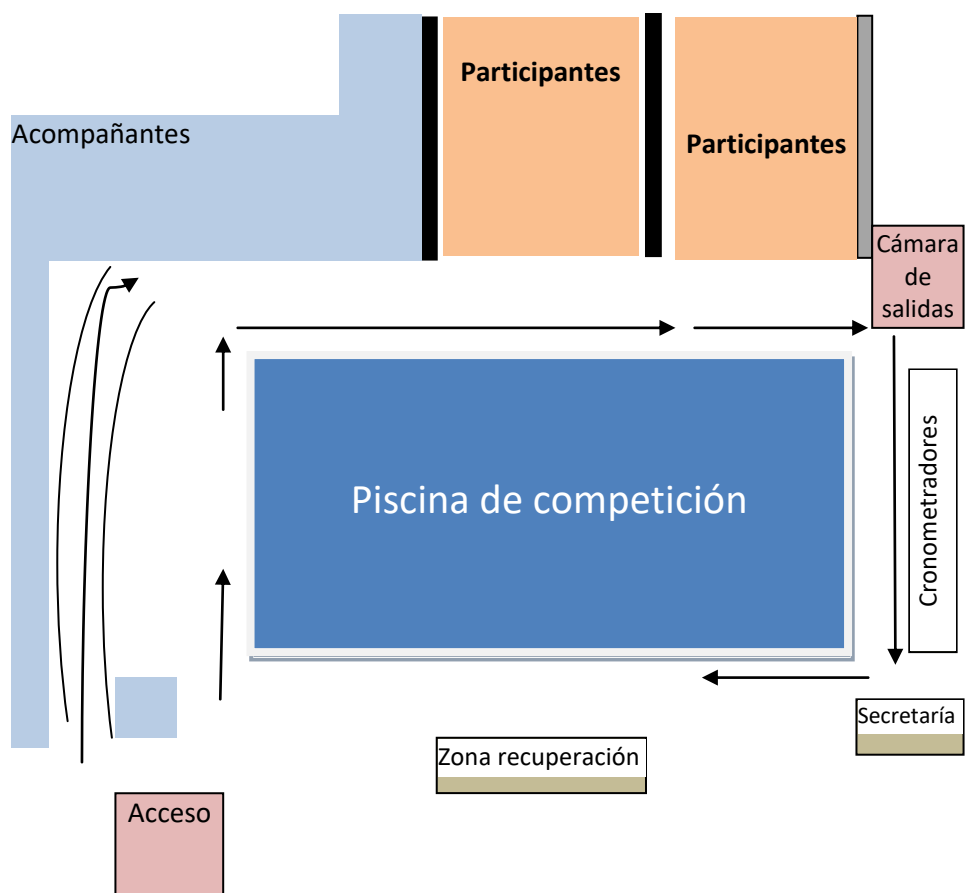 Participantes
Acompañantes
Participantes
Cámara
de
salidas
Piscina de competición
Cronometradores
Secretaría
Zona recuperación
Acceso